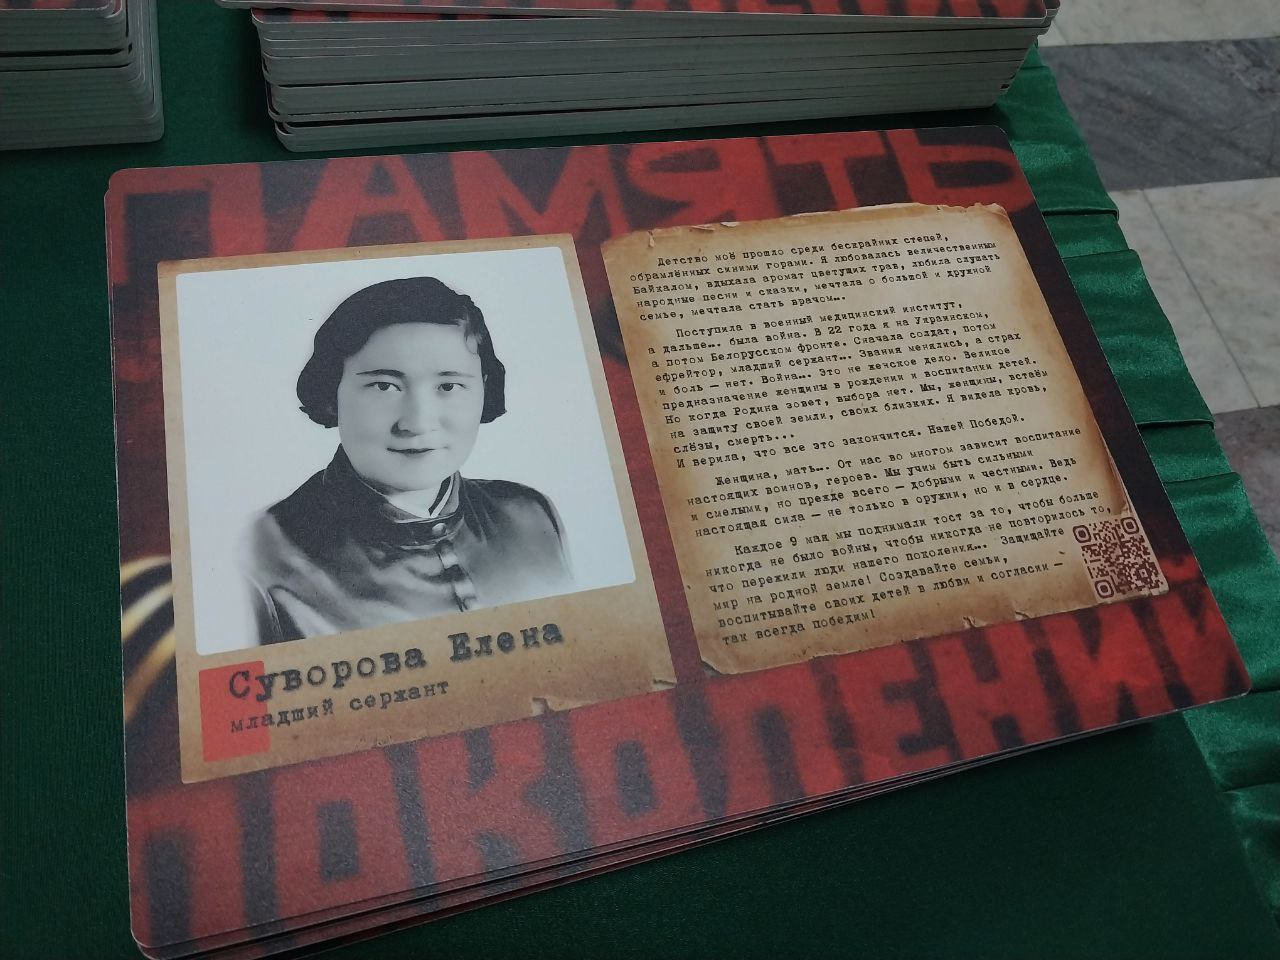 ПАМЯТЬ
Детство моё прошло среди бескрайних степей,
обрамлённых синими горами. Я любовалась величественным
Байкалом, вдыхала аромат цветущих трав, любила слушать
народные песни и сказки, мечтала о большой и дружной
семье, мечтала стать врачом…
Поступила в военный медицинский институт,
а дальше… была война. В 22 года я на Украинском,
а потом Белорусском фронте. Сначала солдат, потом
ефрейтор, младший сержант… Звания менялись, а страх
и боль — нет. Война… Это не женское дело. Великое
предназначение женщины в рождении и воспитании детей.
Но когда Родина зовет, выбора нет. Мы, женщины, встаём
на защиту своей земли, своих близких. Я видела кровь,
слёзы, смерть...
И верила, что все это закончится. Нашей Победой.
Женщина, мать…. От нас во многом зависит воспитание
настоящих воинов, героев. Мы учим быть сильными
и смелыми, но прежде всего — добрыми и честными. Ведь
настоящая сила — не только в оружии, но и в сердце.
Каждое 9 мая мы поднимали тост за то, чтобы больше
никогда не было войны, чтобы никогда не повторилось то,
что пережили люди нашего поколения…. Защищайте
мир на родной земле! Создавайте семьи,
воспитывайте своих детей в любви и согласии —
так всегда победим!
Суворова Елена
младший сержант
ПОКОЛЕНИЙ